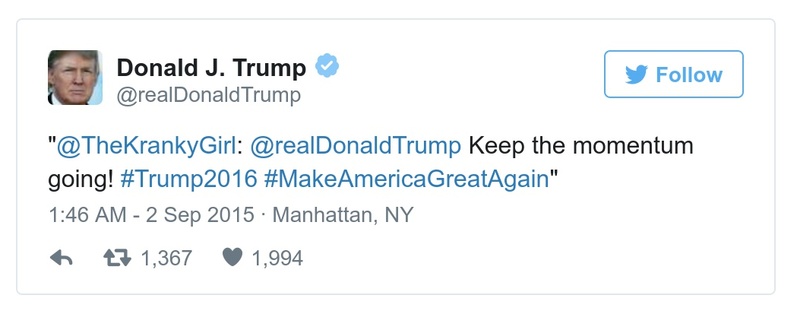 Donald J. Trump
@realDonaldTrump
Follow
"@TheKrankyGirl: @realDonaldTrump Keep the momentum
going! #Trump2016 #MakeAmericaGreatAgain"
1:46 AM - 2 Sep 2015 · Manhattan, NY
1,367 1,994